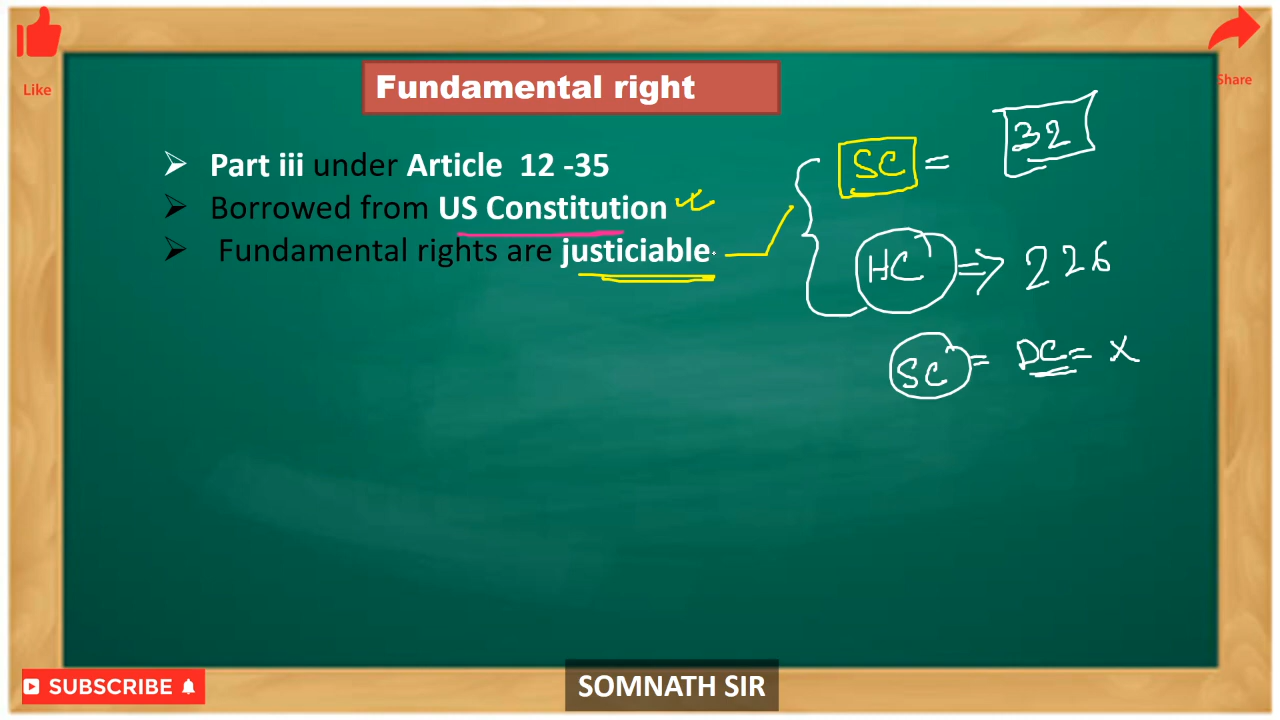 Like
Share
Fundamental right
Part iii under Article 12 -35
Borrowed from US Constitution
Fundamental rights are justiciable
SC = 32
HC => 226
SC = DC = X
SUBSCRIBE
SOMNATH SIR